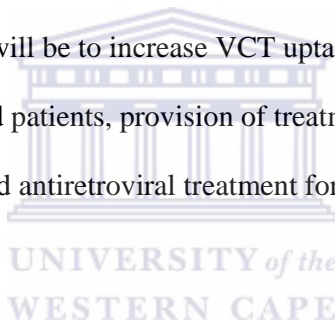 will be to increase VCT upta
d patients, provision of treatm
d antiretroviral treatment for
UNIVERSITY of the
WESTERN CAPE